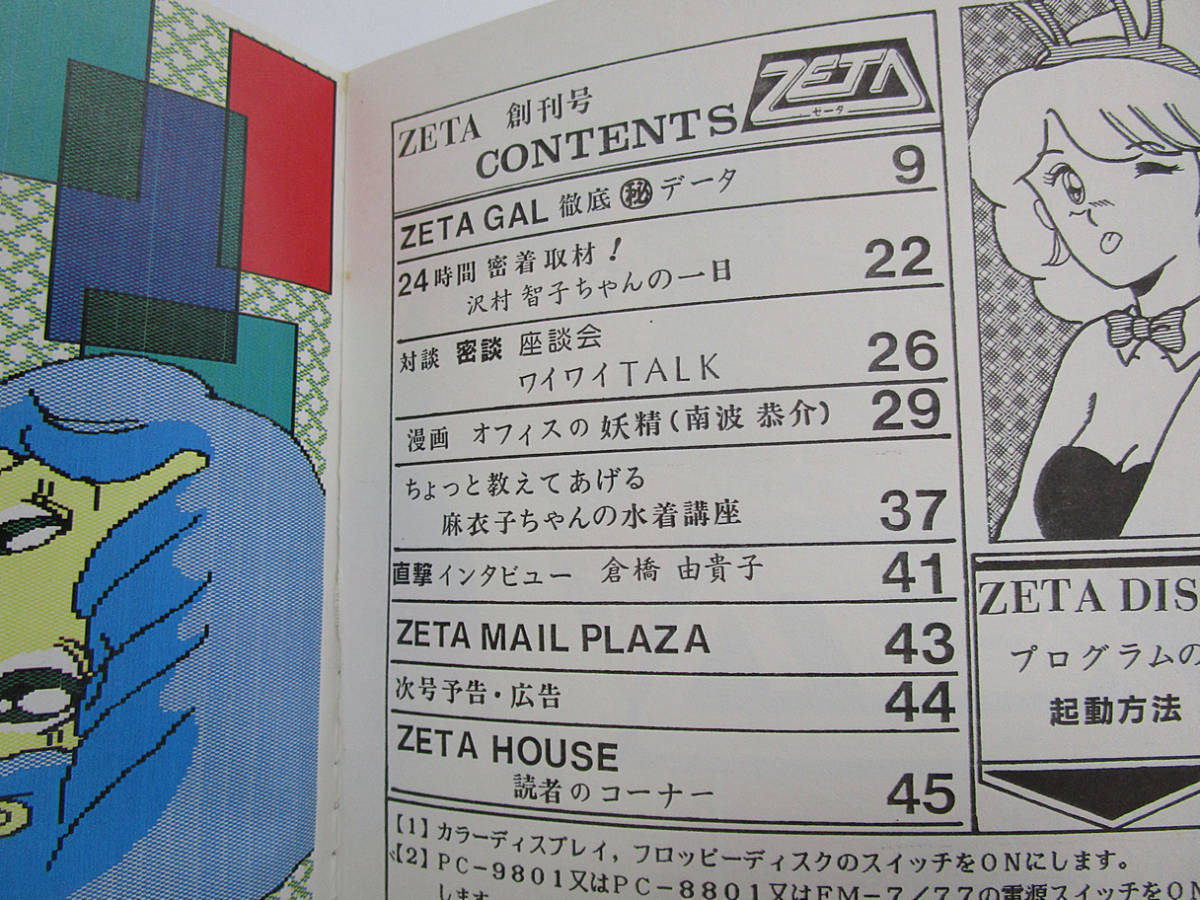 ZETA 創刊号
CONTENTS
ZETA
ゼータ
ZETA GAL 徹底㊙データ 9
24時間 密着取材！
沢村 智子ちゃんの一日 22
対談 密談 座談会
ワイワイTALK 26
漫画 オフィスの 妖精(南波 恭介) 29
ちょっと教えてあげる
麻衣子ちゃんの水着講座 37
直撃インタビュー 倉橋 由貴子 41
ZETA MAIL PLAZA 43
次号予告・広告 44
ZETA HOUSE
読者のコーナー 45
【1】カラーディスプレイ，フロッピーディスクのスイッチをONにします。
【2】PC－9801又はPC－8801又はFM－7／77の電源スイッチをON
します
ZETA DIS
プログラムの
起動方法